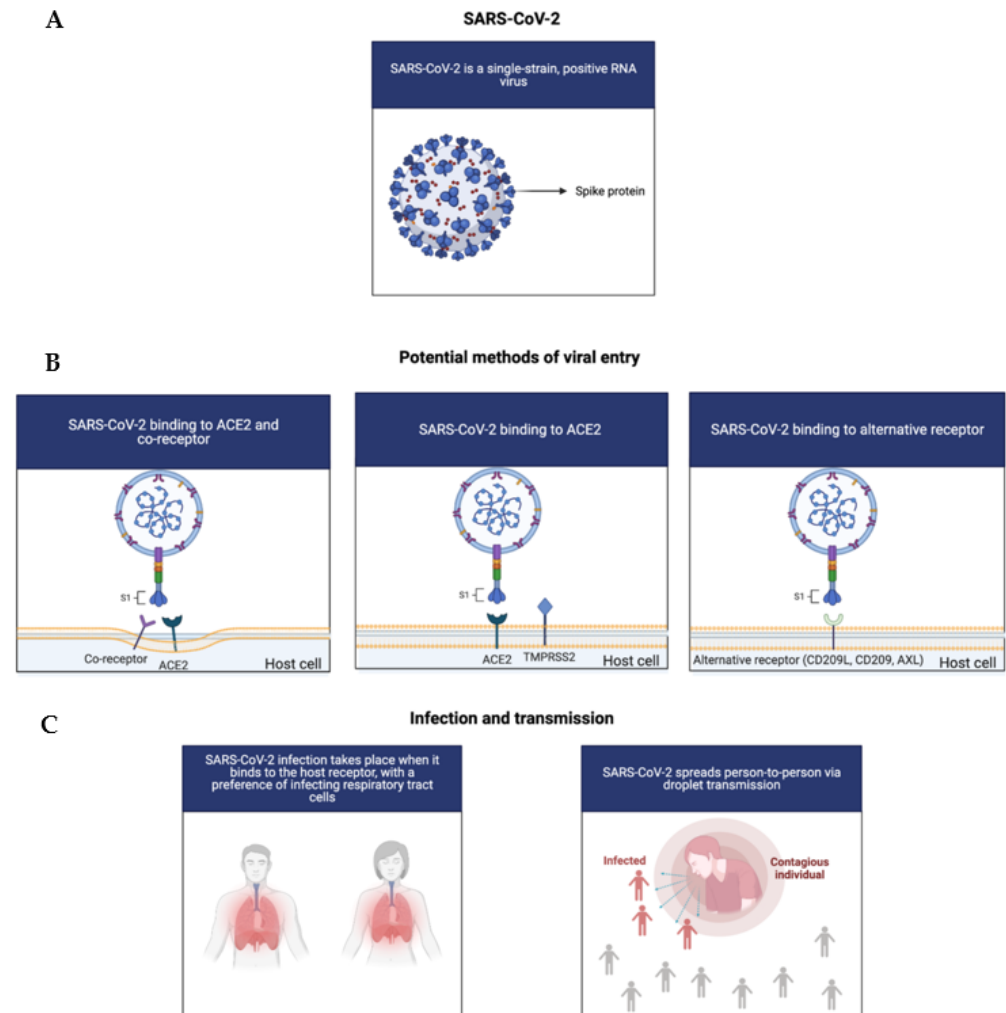 A
SARS-CoV-2
SARS-CoV-2 is a single-strain, positive RNA
virus
Spike protein
B
Potential methods of viral entry
SARS-CoV-2 binding to ACE2 and
co-receptor
S1
Co-receptor
ACE2
Host cell
SARS-CoV-2 binding to ACE2
S1
ACE2
TMPRSS2
Host cell
SARS-CoV-2 binding to alternative receptor
S1
Alternative receptor (CD209L, CD209, AXL)
Host cell
C
Infection and transmission
SARS-CoV-2 infection takes place when it
binds to the host receptor, with a
preference of infecting respiratory tract
cells
SARS-CoV-2 spreads person-to-person via
droplet transmission
Infected
Contagious
individual